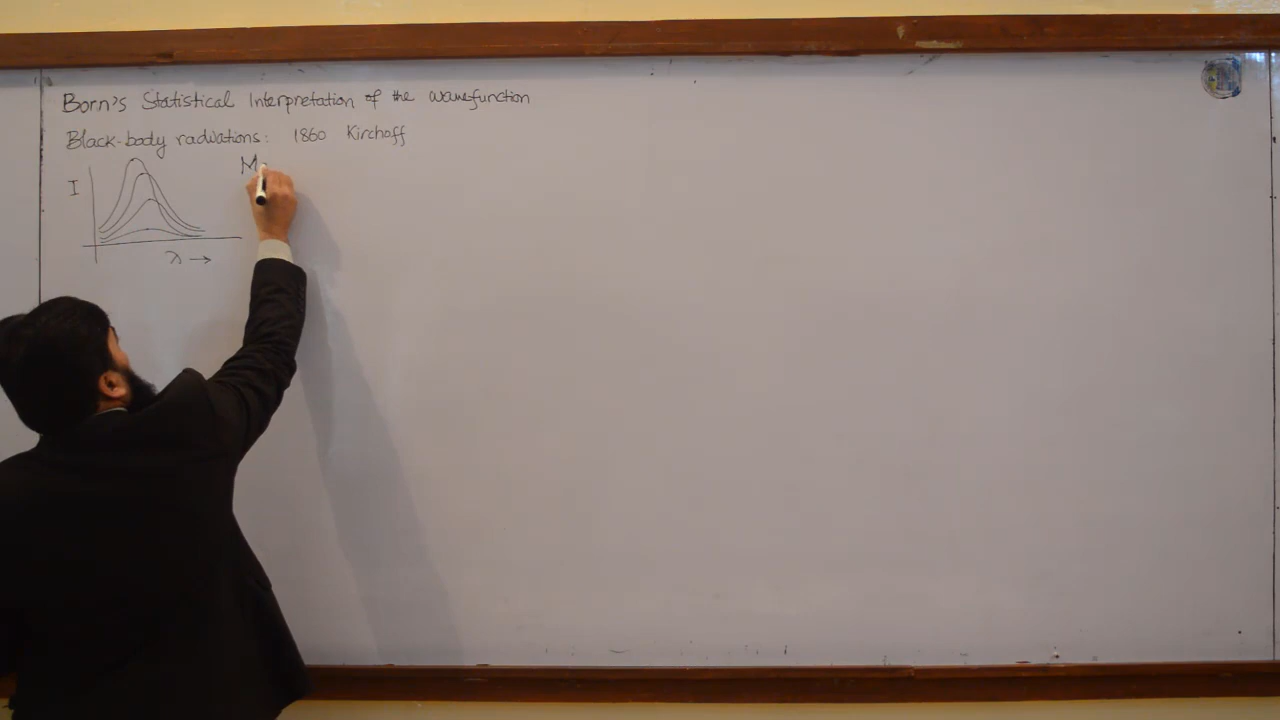 Born's Statistical Interpretation of the wavefunction
Black-body radiations: 1860 Kirchoff
M
I
λ →